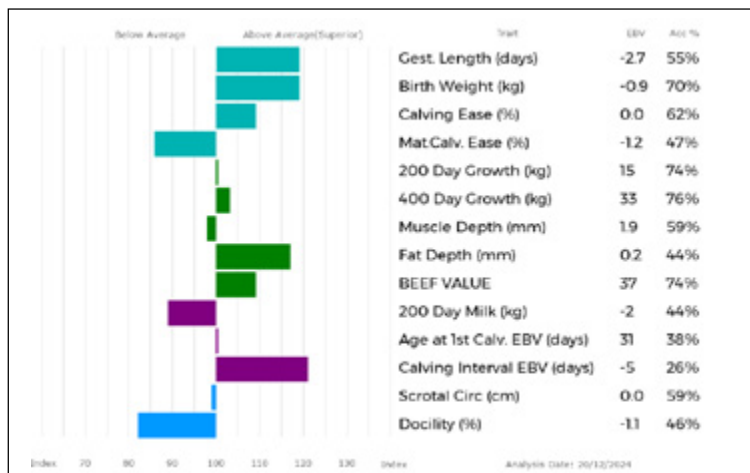 Below Average Above Average(Superior) Trait EBV Acc %
Gest. Length (days) -2.7 55%
Birth Weight (kg) -0.9 70%
Calving Ease (%) 0.0 62%
Mat.Calv. Ease (%) -1.2 47%
200 Day Growth (kg) 15 74%
400 Day Growth (kg) 33 76%
Muscle Depth (mm) 1.9 59%
Fat Depth (mm) 0.2 44%
BEEF VALUE 37 74%
200 Day Milk (kg) -2 44%
Age at 1st Calv. EBV (days) 31 38%
Calving Interval EBV (days) -5 26%
Scrotal Circ (cm) 0.0 59%
Docility (%) -1.1 46%
Index 70 80 90 100 110 120 130 Index Analysis Date: 20/12/2024